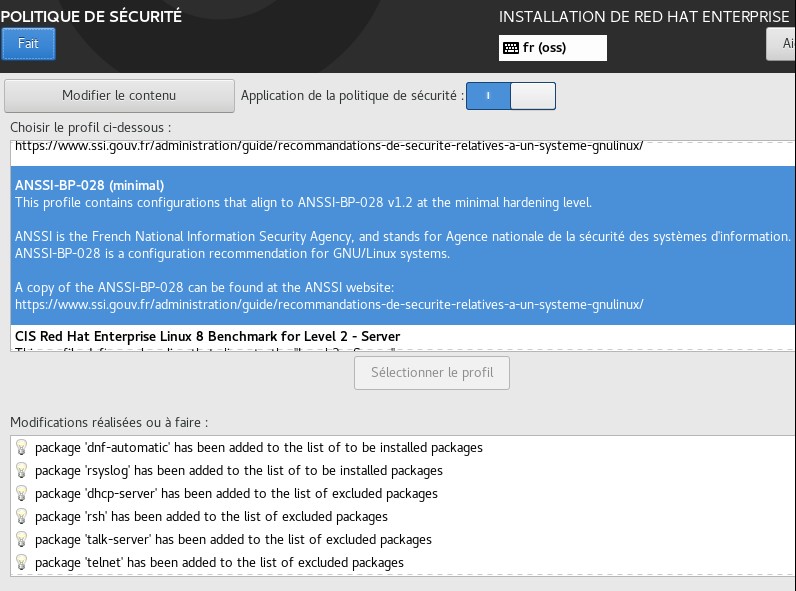 POLITIQUE DE SÉCURITÉ
INSTALLATION DE RED HAT ENTERPRISE
Fait
fr (oss)
Modifier le contenu
Application de la politique de sécurité :
Choisir le profil ci-dessous :
https://www.ssi.gouv.fr/administration/guide/recommandations-de-securite-relatives-a-un-systeme-gnulinux/
ANSSI-BP-028 (minimal)
This profile contains configurations that align to ANSSI-BP-028 v1.2 at the minimal hardening level.
ANSSI is the French National Information Security Agency, and stands for Agence nationale de la sécurité des systèmes d'information.
ANSSI-BP-028 is a configuration recommendation for GNU/Linux systems.
A copy of the ANSSI-BP-028 can be found at the ANSSI website:
https://www.ssi.gouv.fr/administration/guide/recommandations-de-securite-relatives-a-un-systeme-gnulinux/
CIS Red Hat Enterprise Linux 8 Benchmark for Level 2 - Server
Sélectionner le profil
Modifications réalisées ou à faire :
package 'dnf-automatic' has been added to the list of to be installed packages
package 'rsyslog' has been added to the list of to be installed packages
package 'dhcp-server' has been added to the list of excluded packages
package 'rsh' has been added to the list of excluded packages
package 'talk-server' has been added to the list of excluded packages
package 'telnet' has been added to the list of excluded packages